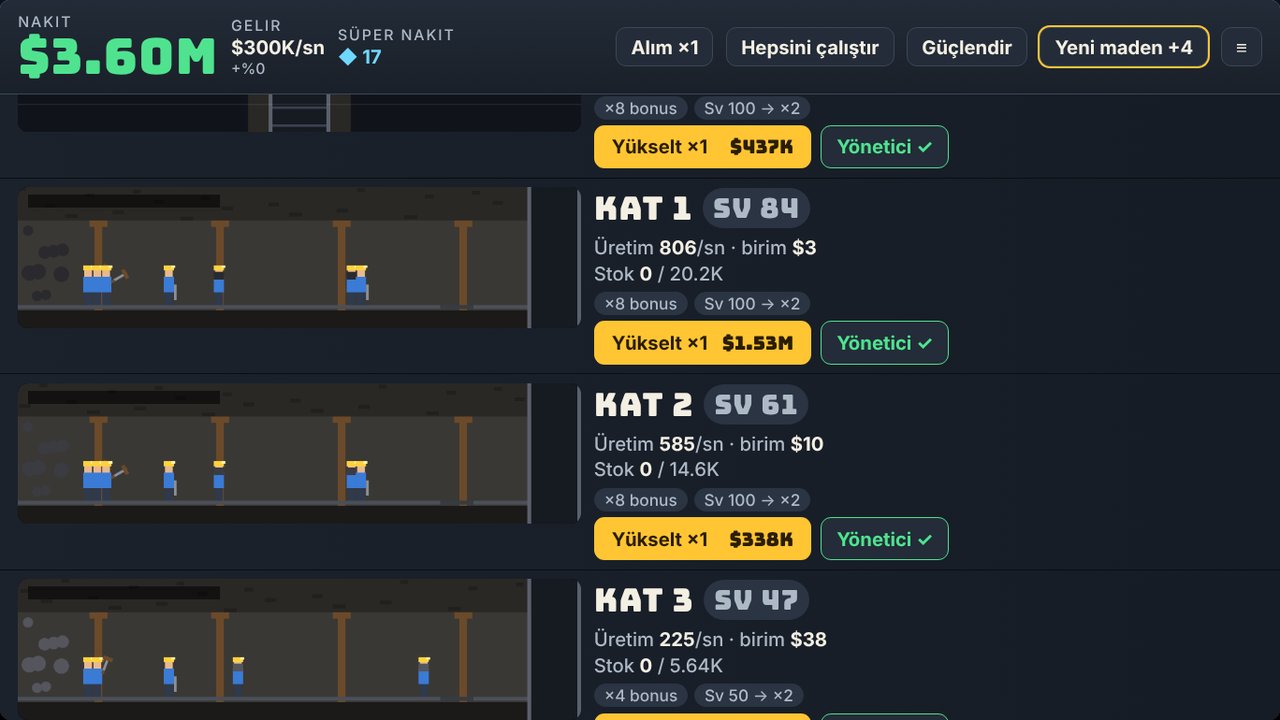 NAKIT
$3.60M
GELIR
$300K/sn
+%0
SÜPER NAKIT
17
Alım ×1
Hepsini çalıştır
Güçlendir
Yeni maden +4
≡
×8 bonus
Sv 100 → ×2
Yükselt ×1 $437K
Yönetici ✓
KAT 1 SV 84
Üretim 806/sn · birim $3
Stok 0 / 20.2K
×8 bonus
Sv 100 → ×2
Yükselt ×1 $1.53M
Yönetici ✓
KAT 2 SV 61
Üretim 585/sn · birim $10
Stok 0 / 14.6K
×8 bonus
Sv 100 → ×2
Yükselt ×1 $338K
Yönetici ✓
KAT 3 SV 47
Üretim 225/sn · birim $38
Stok 0 / 5.64K
×4 bonus
Sv 50 → ×2